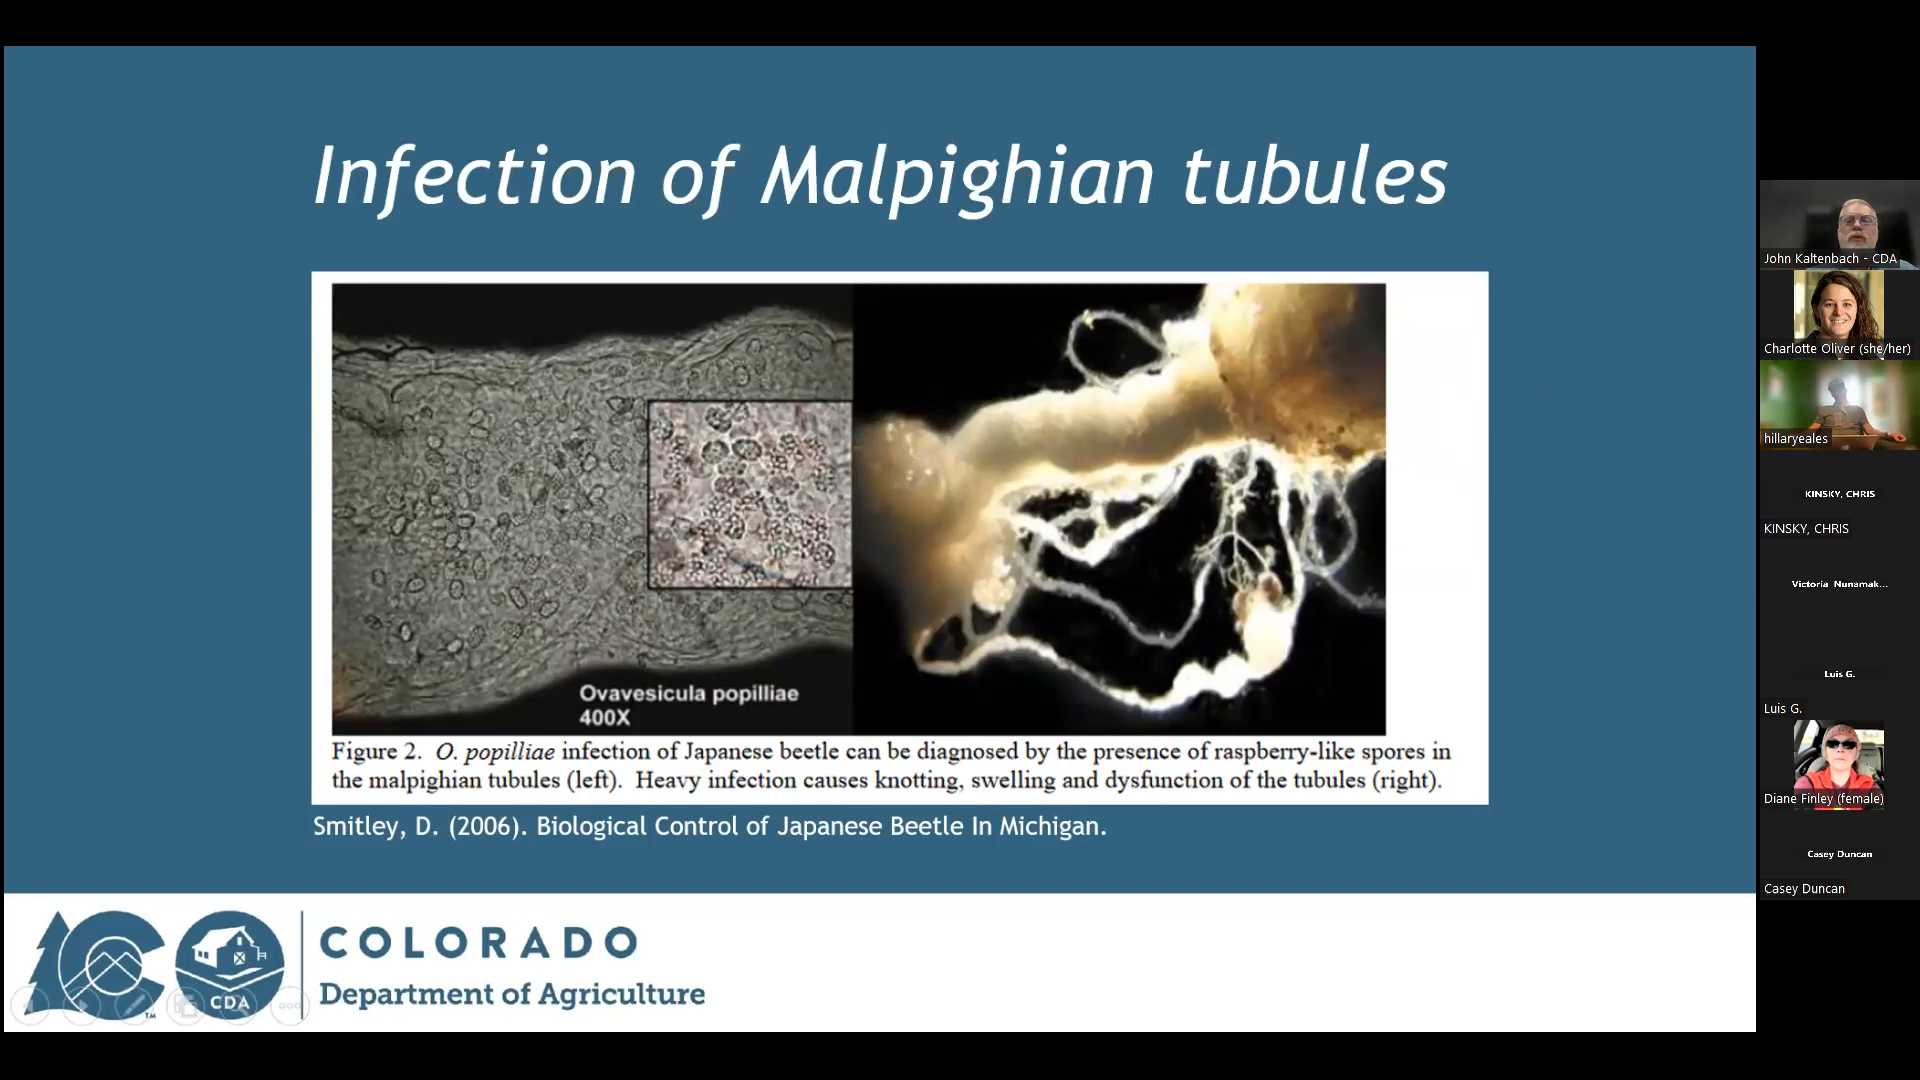 Infection of Malpighian tubules
Ovavesicula popilliae
400X
Figure 2. O. popilliae infection of Japanese beetle can be diagnosed by the presence of raspberry-like spores in
the malpighian tubules (left). Heavy infection causes knotting, swelling and dysfunction of the tubules (right).
Smitley, D. (2006). Biological Control of Japanese Beetle In Michigan.
CDA
TM
COLORADO
Department of Agriculture
John Kaltenbach - CDA
Charlotte Oliver (she/her)
hillaryeales
KINSKY, CHRIS
KINSKY, CHRIS
Victoria Nunamak...
Luis G.
Luis G.
Diane Finley (female)
Casey Duncan
Casey Duncan